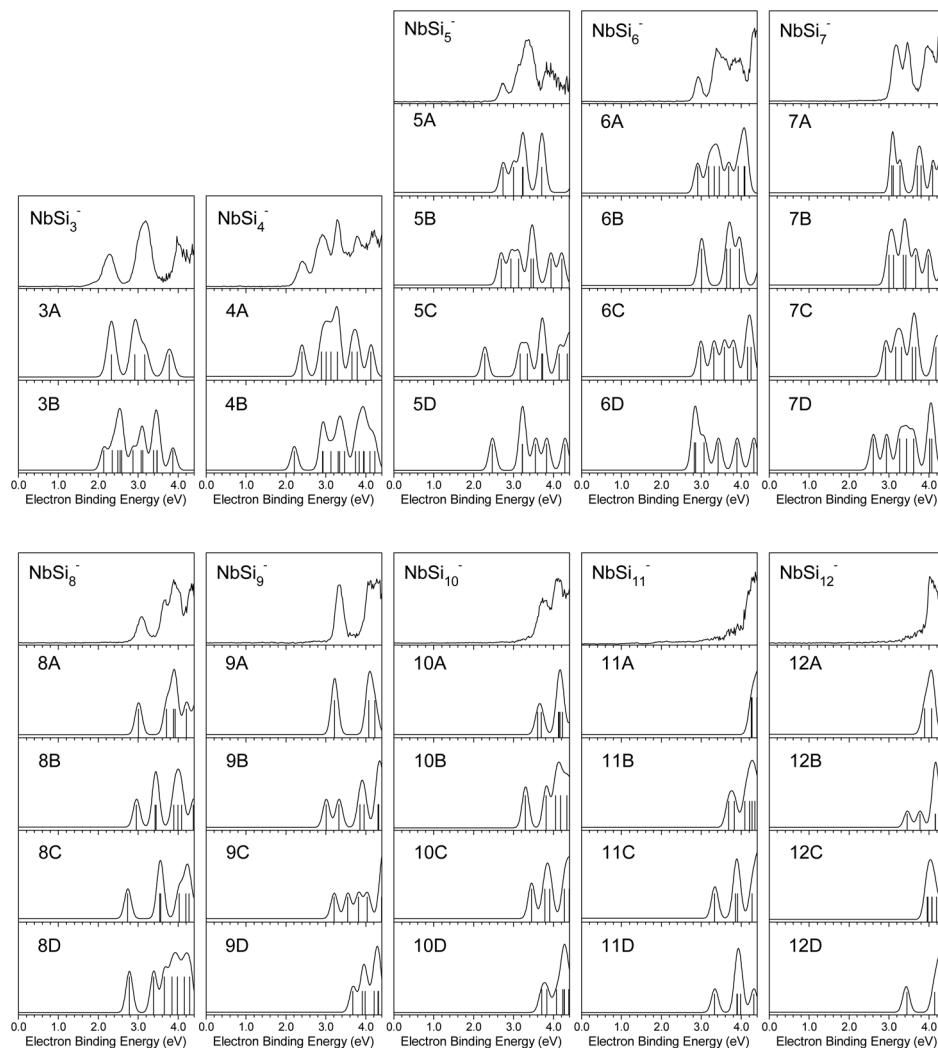 NbSi5-
NbSi6-
NbSi7-
5A
6A
7A
NbSi3-
NbSi4-
5B
6B
7B
3A
4A
5C
6C
7C
3B
4B
5D
6D
7D
0.0 1.0 2.0 3.0 4.0
0.0 1.0 2.0 3.0 4.0
0.0 1.0 2.0 3.0 4.0
0.0 1.0 2.0 3.0 4.0
0.0 1.0 2.0 3.0 4.0
Electron Binding Energy (eV)
Electron Binding Energy (eV)
Electron Binding Energy (eV)
Electron Binding Energy (eV)
Electron Binding Energy (eV)
NbSi8-
NbSi9-
NbSi10-
NbSi11-
NbSi12-
8A
9A
10A
11A
12A
8B
9B
10B
11B
12B
8C
9C
10C
11C
12C
8D
9D
10D
11D
12D
0.0 1.0 2.0 3.0 4.0
0.0 1.0 2.0 3.0 4.0
0.0 1.0 2.0 3.0 4.0
0.0 1.0 2.0 3.0 4.0
0.0 1.0 2.0 3.0 4.0
Electron Binding Energy (eV)
Electron Binding Energy (eV)
Electron Binding Energy (eV)
Electron Binding Energy (eV)
Electron Binding Energy (eV)